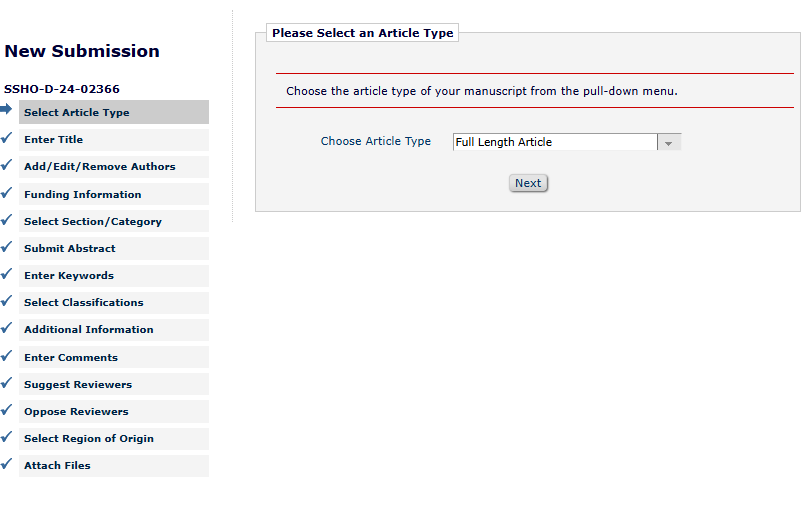 New Submission
SSHO-D-24-02366
Select Article Type
Enter Title
Add/Edit/Remove Authors
Funding Information
Select Section/Category
Submit Abstract
Enter Keywords
Select Classifications
Additional Information
Enter Comments
Suggest Reviewers
Oppose Reviewers
Select Region of Origin
Attach Files
Please Select an Article Type
Choose the article type of your manuscript from the pull-down menu.
Choose Article Type Full Length Article
Next